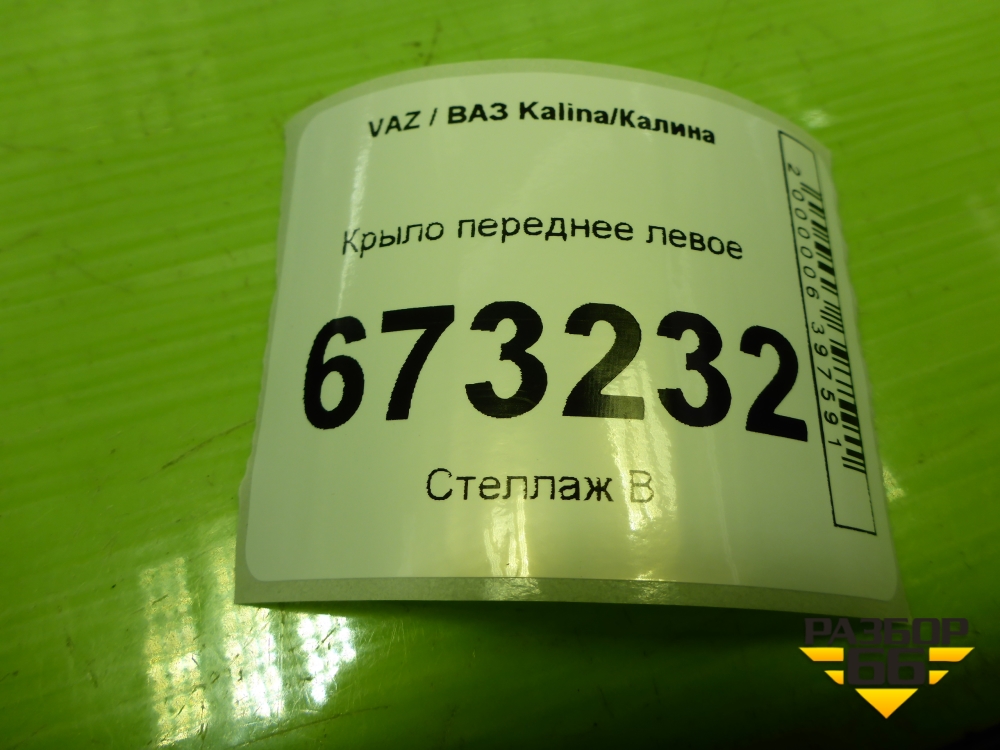 VAZ / ВАЗ Kalina/Калина
Крыло переднее левое
673232
Стеллаж В
2000006397591
РАЗБОР
66